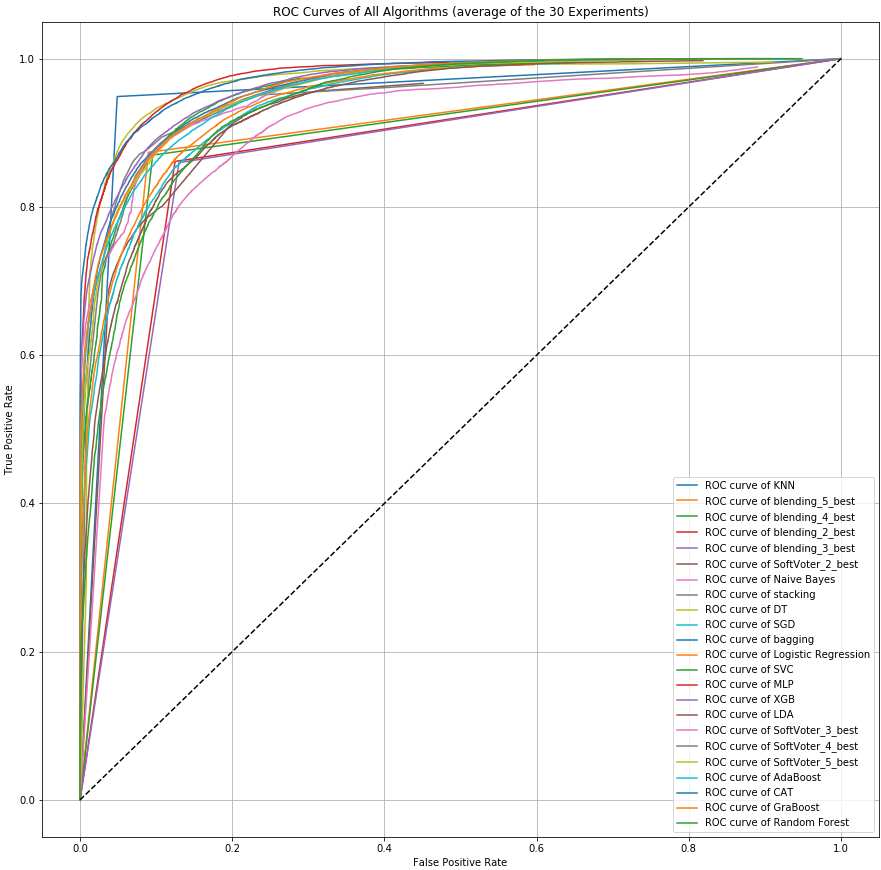 ROC Curves of All Algorithms (average of the 30 Experiments)
1.0
0.8
0.6
0.4
0.2
0.0
True Positive Rate
ROC curve of KNN
ROC curve of blending_5_best
ROC curve of blending_4_best
ROC curve of blending_2_best
ROC curve of blending_3_best
ROC curve of SoftVoter_2_best
ROC curve of Naive Bayes
ROC curve of stacking
ROC curve of DT
ROC curve of SGD
ROC curve of bagging
ROC curve of Logistic Regression
ROC curve of SVC
ROC curve of MLP
ROC curve of XGB
ROC curve of LDA
ROC curve of SoftVoter_3_best
ROC curve of SoftVoter_4_best
ROC curve of SoftVoter_5_best
ROC curve of AdaBoost
ROC curve of CAT
ROC curve of GraBoost
ROC curve of Random Forest
0.0 0.2 0.4 0.6 0.8 1.0
False Positive Rate